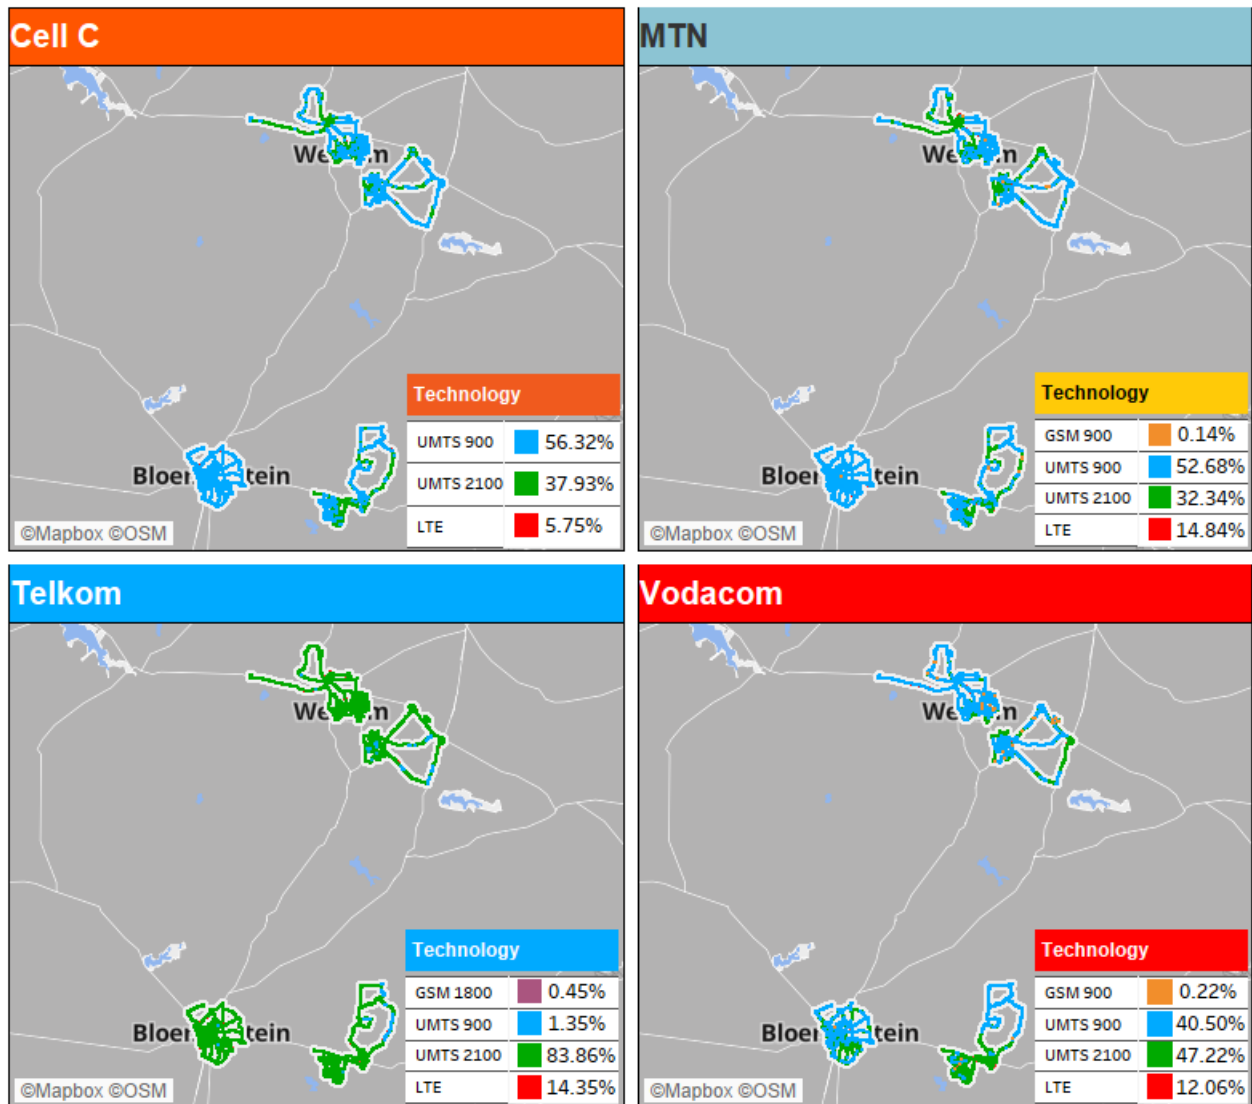 Cell C
We m
Bloem tein
Technology
UMTS 900 56.32%
UMTS 2100 37.93%
LTE 5.75%
©Mapbox ©OSM
MTN
We m
Bloem tein
Technology
GSM 900 0.14%
UMTS 900 52.68%
UMTS 2100 32.34%
LTE 14.84%
©Mapbox ©OSM
Telkom
We m
Bloem tein
Technology
GSM 1800 0.45%
UMTS 900 1.35%
UMTS 2100 83.86%
LTE 14.35%
©Mapbox ©OSM
Vodacom
We m
Bloem tein
Technology
GSM 900 0.22%
UMTS 900 40.50%
UMTS 2100 47.22%
LTE 12.06%
©Mapbox ©OSM